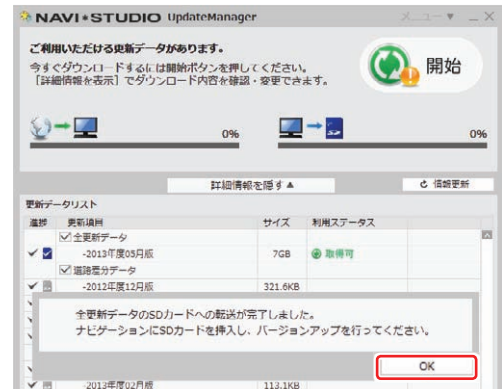 NAVI•STUDIO UpdateManager
メニュー ▼ _ X
ご利用いただける更新データがあります。
今すぐダウンロードするには開始ボタンを押してください。
[詳細情報を表示]でダウンロード内容を確認・変更できます。
開始
0%
0%
詳細情報を隠す▲
情報更新
更新データリスト
進捗 更新項目 サイズ 利用ステータス
全更新データ
-2013年度03月版 7GB 取得可
道路差分データ
-2012年度12月版 321.6KB
全更新データのSDカードへの転送が完了しました。
ナビゲーションにSDカードを挿入し、バージョンアップを行ってください。
OK
-2013年度02月版 113.1KB